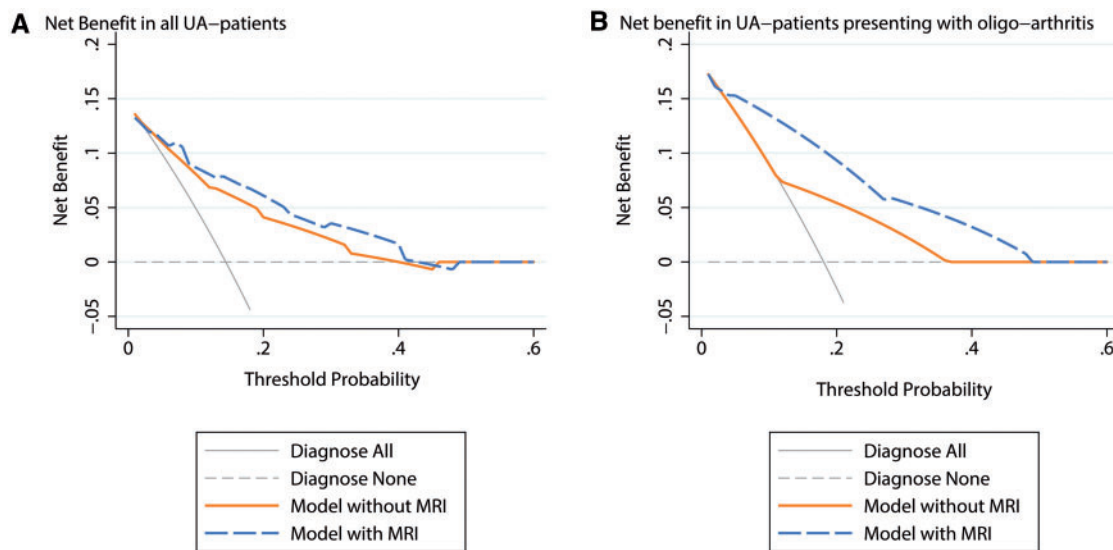 A Net Benefit in all UA−patients
.2
.15
.1
.05
0
−.05
Net Benefit
0 .2 .4 .6
Threshold Probability
Diagnose All
Diagnose None
Model without MRI
Model with MRI
B Net benefit in UA−patients presenting with oligo−arthritis
.2
.15
.1
.05
0
−.05
Net Benefit
0 .2 .4 .6
Threshold Probability
Diagnose All
Diagnose None
Model without MRI
Model with MRI